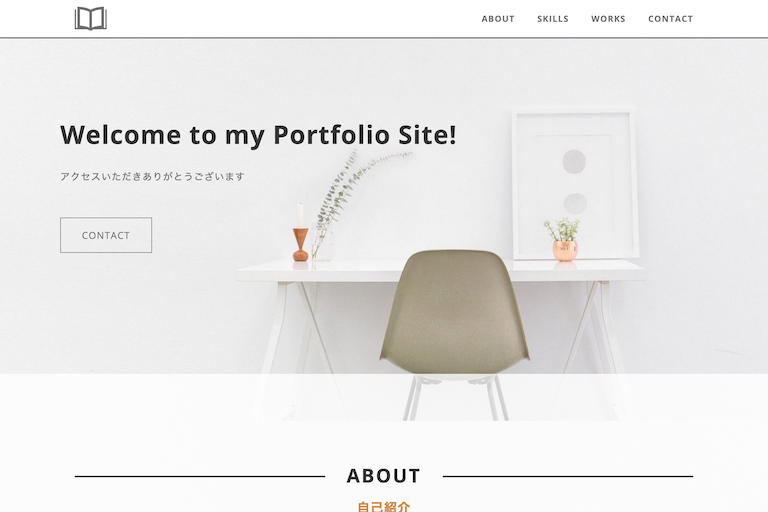 ABOUT SKILLS WORKS CONTACT
Welcome to my Portfolio Site!
アクセスいただきありがとうございます
CONTACT
ABOUT
自己紹介